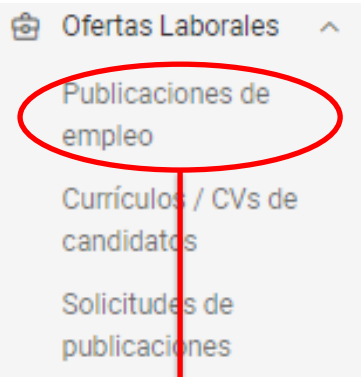 Ofertas Laborales
Publicaciones de
empleo
Currículos / CVs de
candidatos
Solicitudes de
publicaciones